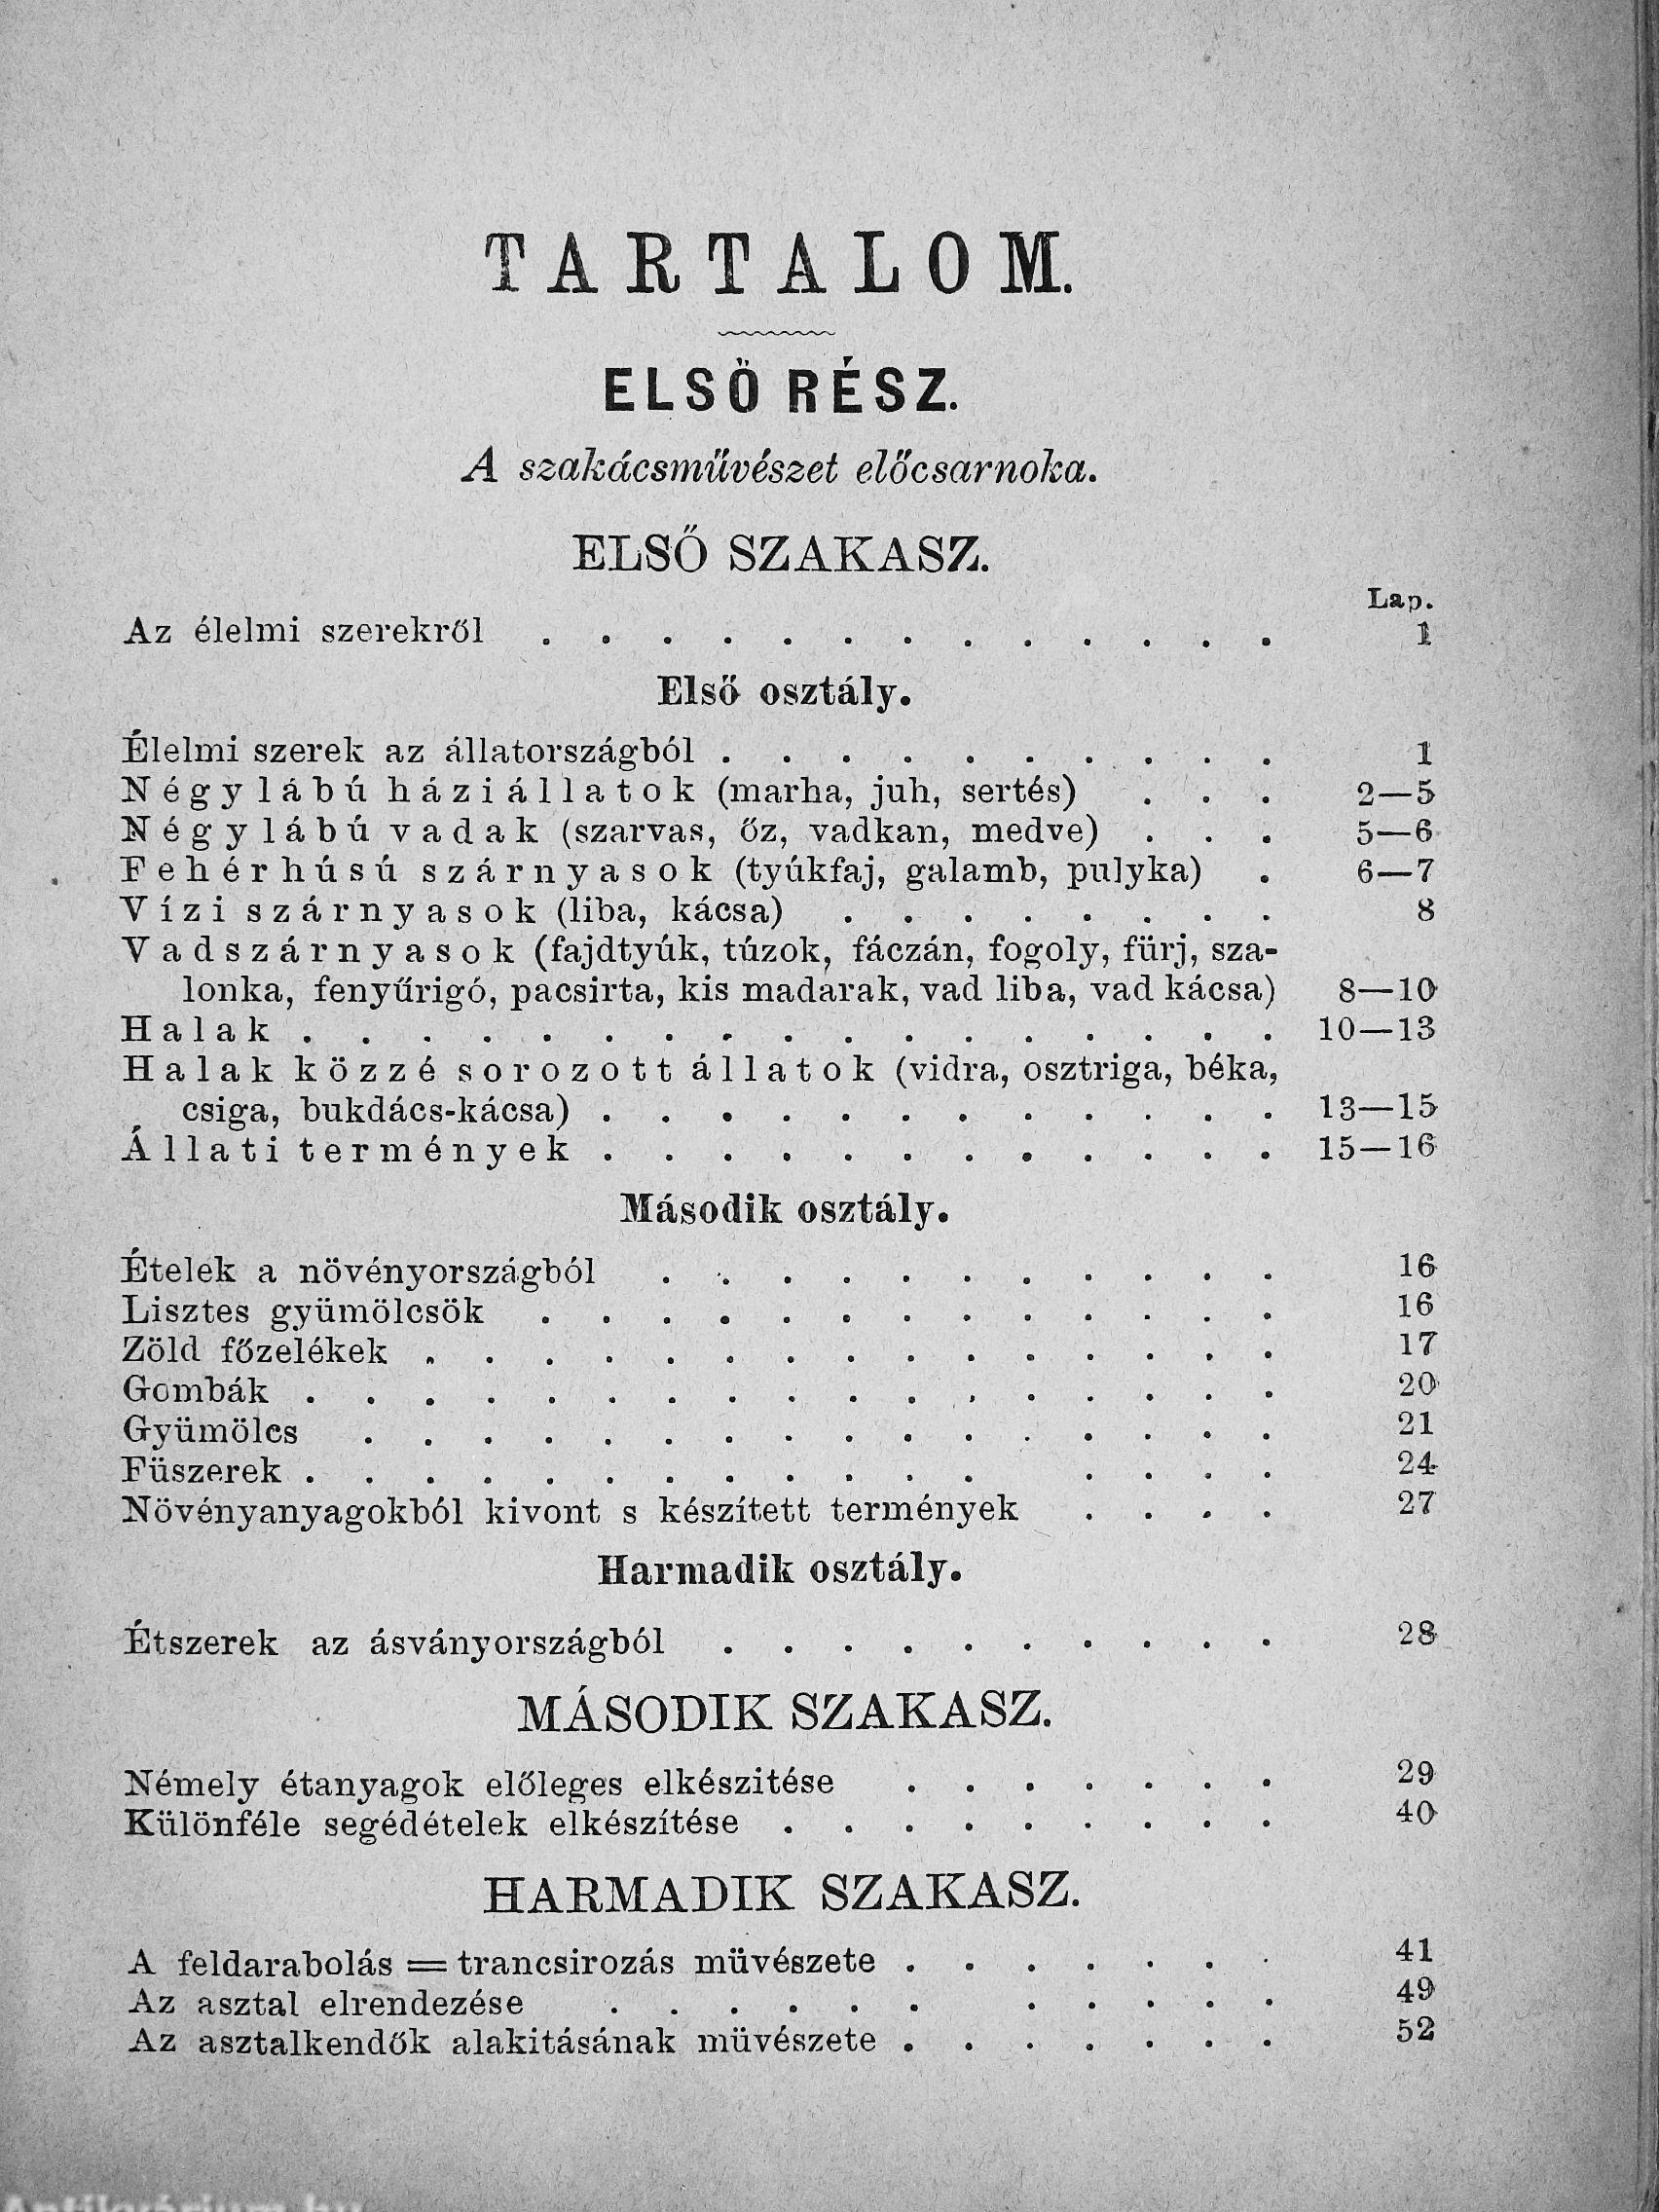 TARTALOM.
ELSÖ RÉSZ.
A szakácsművészet előcsarnoka.
ELSŐ SZAKASZ.
Lap.
Az élelmi szerekről . . . . . . . . . . . . . 1
Első osztály.
Élelmi szerek az állatországból . . . . . . . . . . 1
Négylábú háziállatok (marha, juh, sertés) . . . 2—5
Négylábú vadak (szarvas, őz, vadkan, medve) . . . 5—6
Fehérhúsú szárnyasok (tyúkfaj, galamb, pulyka) . 6—7
Vízi szárnyasok (liba, kácsa) . . . . . . . . 8
Vadszárnyasok (fajdtyúk, túzok, fáczán, fogoly, fürj, sza-
lonka, fenyűrigó, pacsirta, kis madarak, vad liba, vad kácsa) 8—10
Halak . . . . . . . . . . . . . . . . . 10—13
Halak közzé sorozott állatok (vidra, osztriga, béka,
csiga, bukdács-kácsa) . . . . . . . . . . . . 13—15
Állati termények . . . . . . . . . . . . 15—16
Második osztály.
Ételek a növényországból . . . . . . . . . . . 16
Lisztes gyümölcsök . . . . . . . . . . . . . 16
Zöld főzelékek . . . . . . . . . . . . . . . 17
Gombák . . . . . . . . . . . . . . . . . 20
Gyümölcs . . . . . . . . . . . . . . . . 21
Füszerek . . . . . . . . . . . . . . . . 24
Növényanyagokból kivont s készített termények . . . . 27
Harmadik osztály.
Étszerek az ásványországból . . . . . . . . . . 28
MÁSODIK SZAKASZ.
Némely étanyagok előleges elkészitése . . . . . . . 29
Különféle segédételek elkészítése . . . . . . . . . 40
HARMADIK SZAKASZ.
A feldarabolás = trancsirozás müvészete . . . . . . . 41
Az asztal elrendezése . . . . . . . . . . . 49
Az asztalkendők alakitásának müvészete . . . . . . . 52
Antikvárium.hu